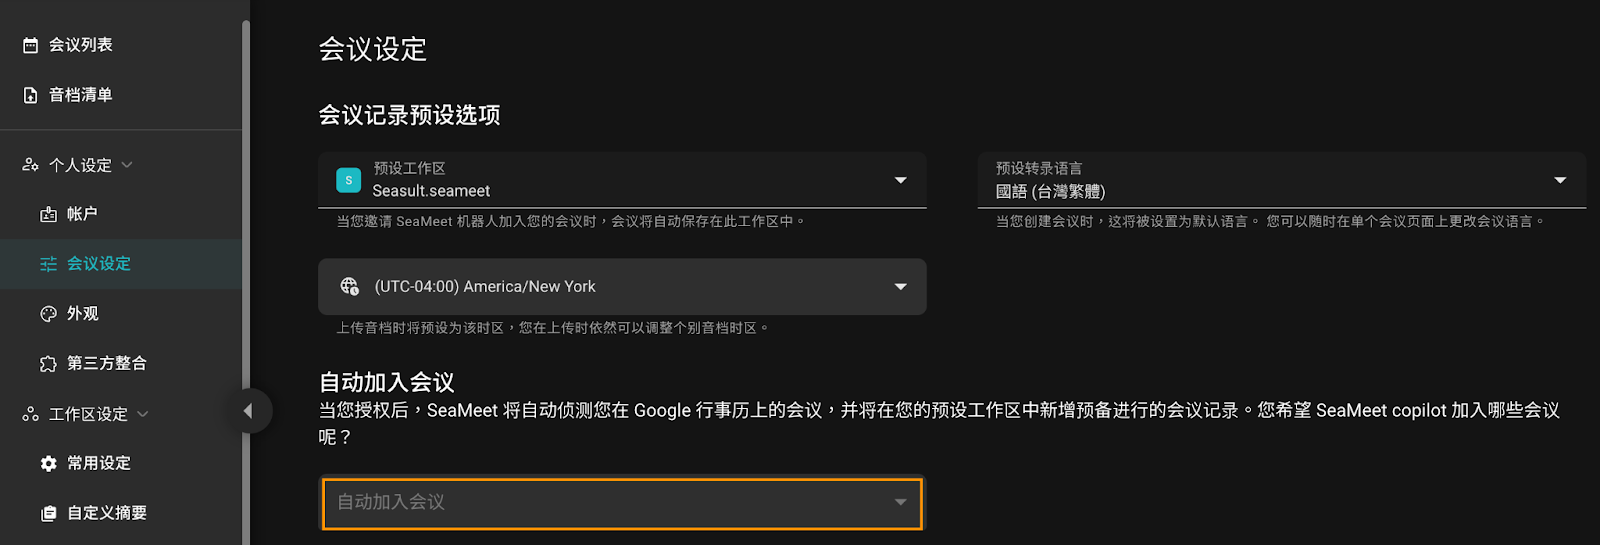 会议列表
音档清单
个人设定
帐户
会议设定
外观
第三方整合
工作区设定
常用设定
自定义摘要
会议设定
会议记录预设选项
S
预设工作区
Seasult.seameet
当您邀请 SeaMeet 机器人加入您的会议时，会议将自动保存在此工作区中。
预设转录语言
國語 (台灣繁體)
当您创建会议时，这将被设置为默认语言。 您可以随时在单个会议页面上更改会议语言。
(UTC-04:00) America/New York
上传音档时将预设为该时区，您在上传时依然可以调整个别音档时区。
自动加入会议
当您授权后，SeaMeet 将自动侦测您在 Google 行事历上的会议，并将在您的预设工作区中新增预备进行的会议记录。您希望 SeaMeet copilot 加入哪些会议
呢？
自动加入会议